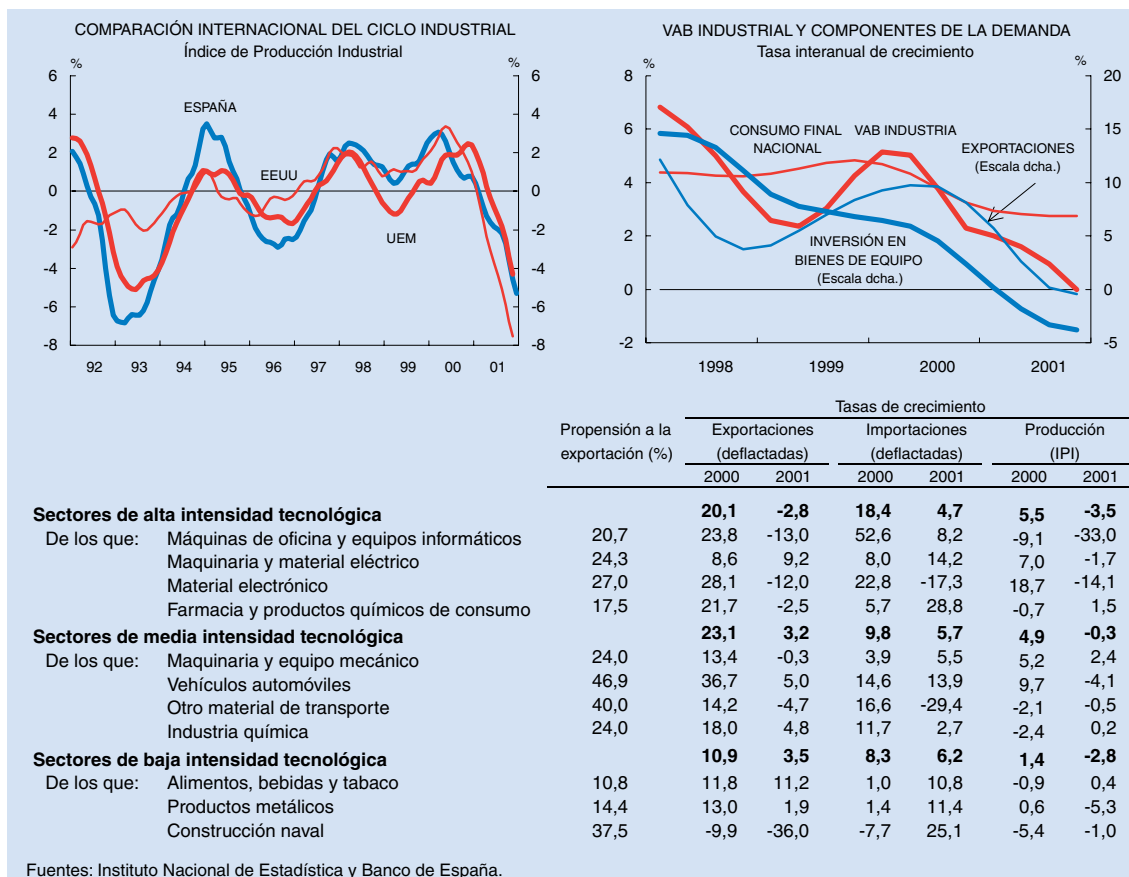 COMPARACIÓN INTERNACIONAL DEL CICLO INDUSTRIAL
Índice de Producción Industrial
% %
6 6
4 4
2 2
0 0
-2 -2
-4 -4
-6 -6
-8 -8
ESPAÑA
EEUU
UEM
92 93 94 95 96 97 98 99 00 01
VAB INDUSTRIAL Y COMPONENTES DE LA DEMANDA
Tasa interanual de crecimiento
% %
8 20
6 15
4 10
2 5
0 0
-2 -5
CONSUMO FINAL
NACIONAL
VAB INDUSTRIA
EXPORTACIONES
(Escala dcha.)
INVERSIÓN EN
BIENES DE EQUIPO
(Escala dcha.)
1998 1999 2000 2001
Tasas de crecimiento
Propensión a la Exportaciones Importaciones Producción
exportación (%) (deflactadas) (deflactadas) (IPI)
2000 2001 2000 2001 2000 2001
Sectores de alta intensidad tecnológica 20,1 -2,8 18,4 4,7 5,5 -3,5
De los que: Máquinas de oficina y equipos informáticos 20,7 23,8 -13,0 52,6 8,2 -9,1 -33,0
Maquinaria y material eléctrico 24,3 8,6 9,2 8,0 14,2 7,0 -1,7
Material electrónico 27,0 28,1 -12,0 22,8 -17,3 18,7 -14,1
Farmacia y productos químicos de consumo 17,5 21,7 -2,5 5,7 28,8 -0,7 1,5
Sectores de media intensidad tecnológica 23,1 3,2 9,8 5,7 4,9 -0,3
De los que: Maquinaria y equipo mecánico 24,0 13,4 -0,3 3,9 5,5 5,2 2,4
Vehículos automóviles 46,9 36,7 5,0 14,6 13,9 9,7 -4,1
Otro material de transporte 40,0 14,2 -4,7 16,6 -29,4 -2,1 -0,5
Industria química 24,0 18,0 4,8 11,7 2,7 -2,4 0,2
Sectores de baja intensidad tecnológica 10,9 3,5 8,3 6,2 1,4 -2,8
De los que: Alimentos, bebidas y tabaco 10,8 11,8 11,2 1,0 10,8 -0,9 0,4
Productos metálicos 14,4 13,0 1,9 1,4 11,4 0,6 -5,3
Construcción naval 37,5 -9,9 -36,0 -7,7 25,1 -5,4 -1,0
Fuentes: Instituto Nacional de Estadística y Banco de España.